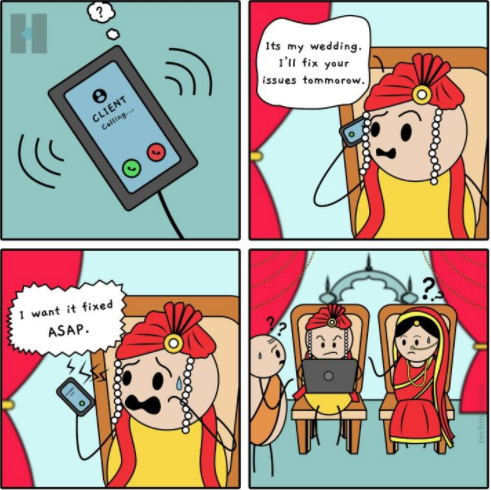 ?
CLIENT
Calling...
Its my wedding.
I'll fix your
issues tommorow.
I want it fixed
ASAP.
? ?
? ? .